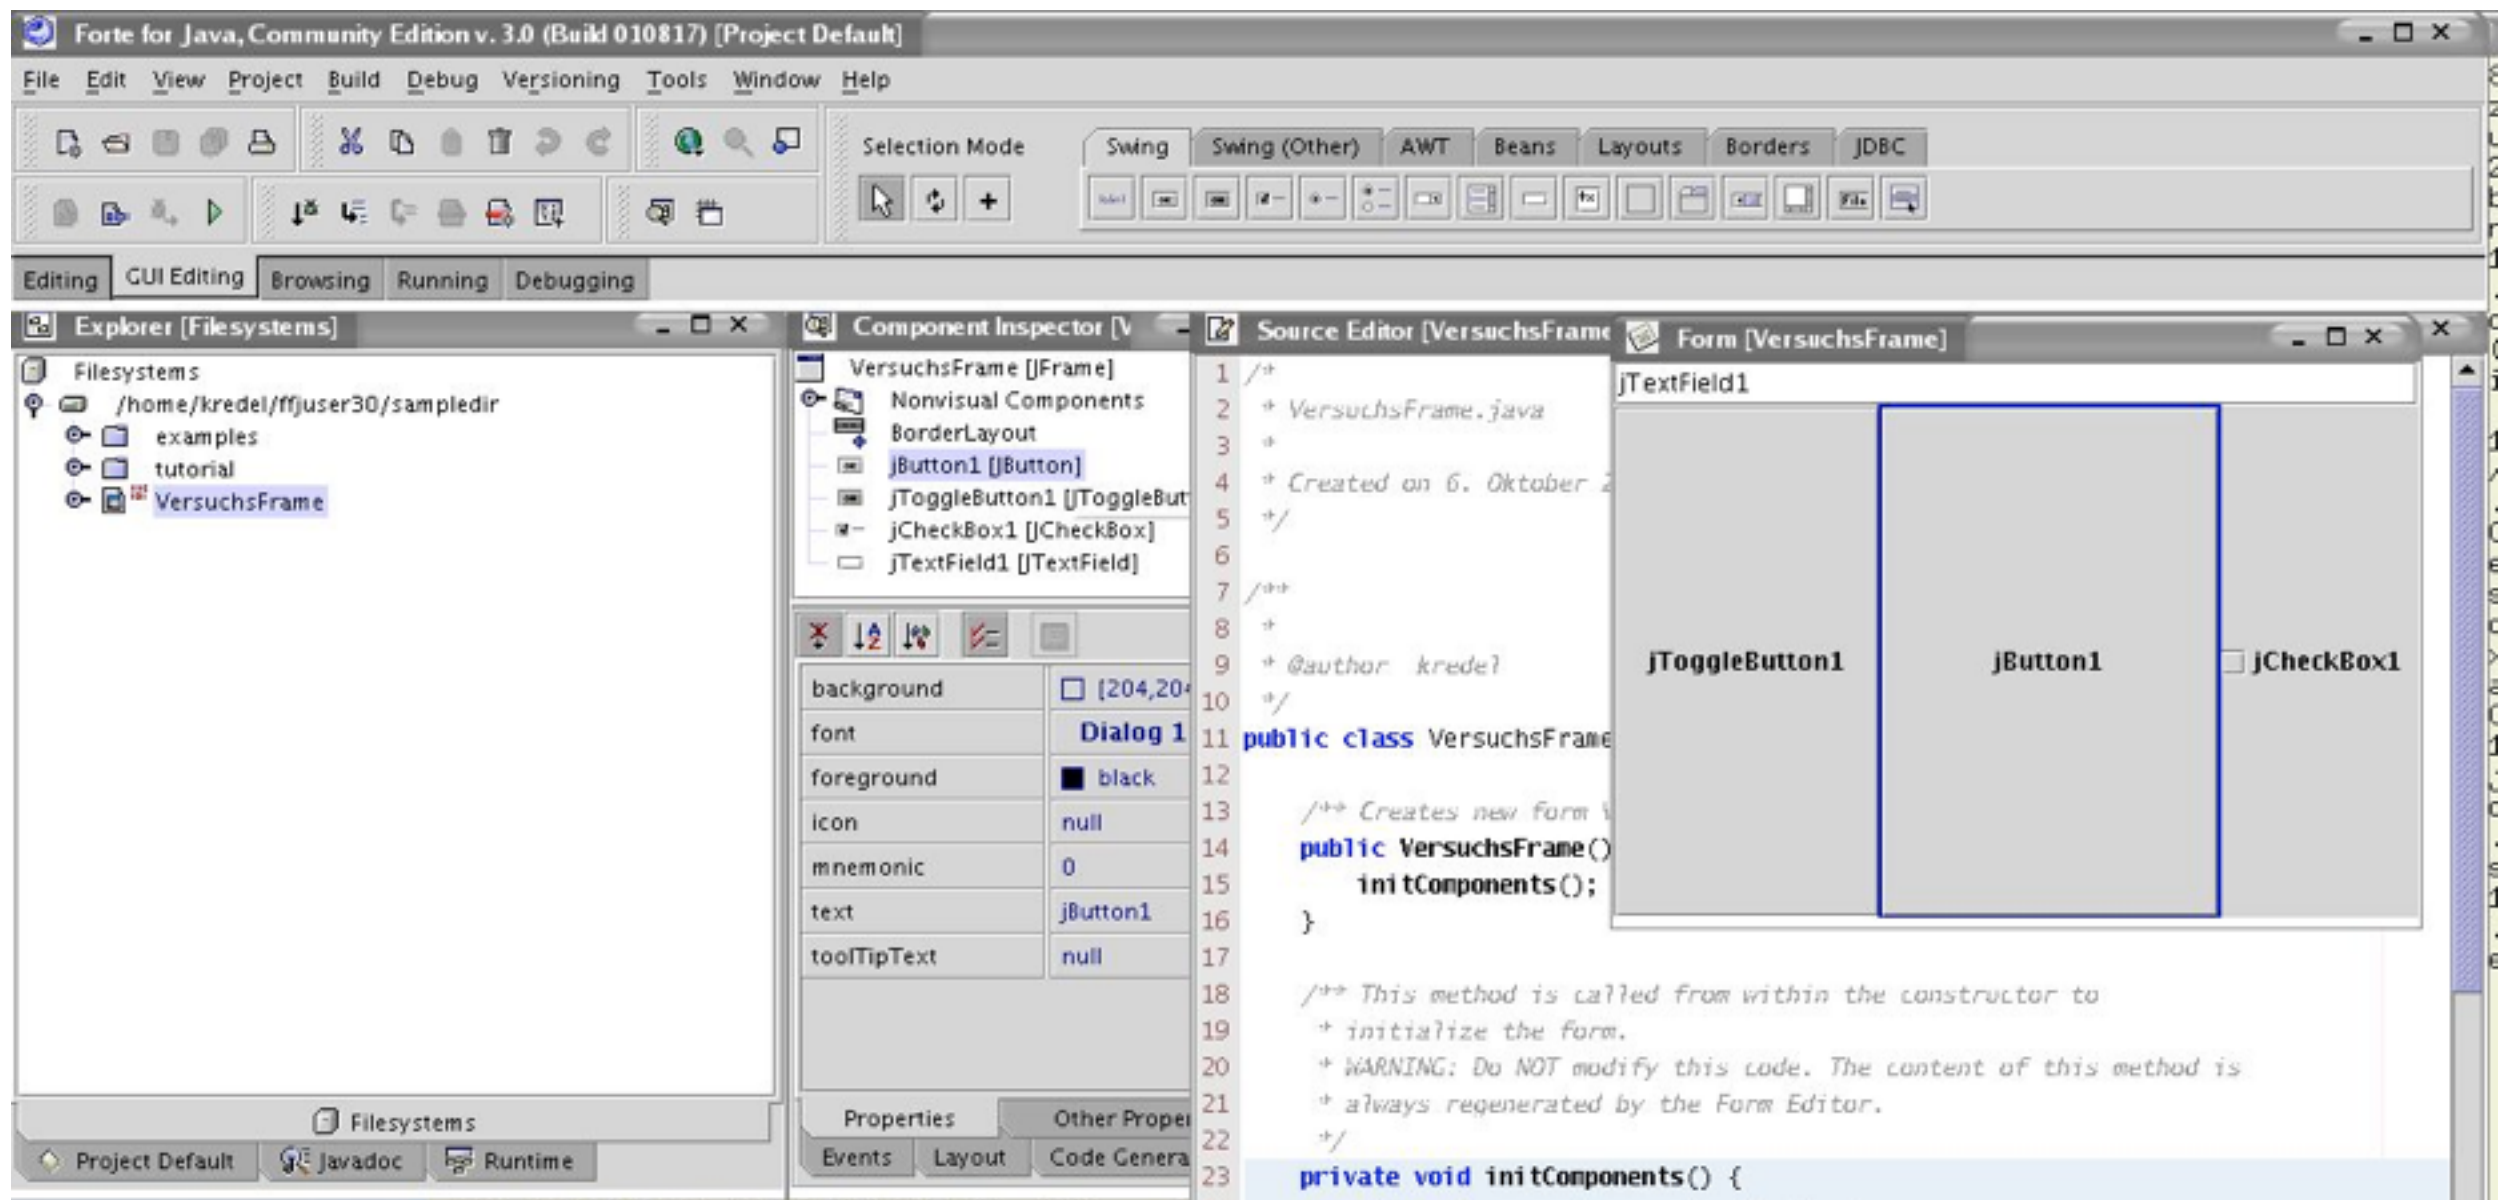 Forte for Java, Community Edition v. 3.0 (Build 010817) [Project Default]
File Edit View Project Build Debug Versioning Tools Window Help
Selection Mode
Swing Swing (Other) AWT Beans Layouts Borders JDBC
Editing GUI Editing Browsing Running Debugging
Explorer [Filesystems]
Filesystems
/home/kredel/ffjuser30/sampledir
examples
tutorial
VersuchsFrame
Filesystems
Project Default Javadoc Runtime
Component Inspector [V
VersuchsFrame [JFrame]
Nonvisual Components
BorderLayout
jButton1 [JButton]
jToggleButton1 [JToggleBut
jCheckBox1 [JCheckBox]
jTextField1 [JTextField]
background [204,204
font Dialog 1
foreground black
icon null
mnemonic 0
text jButton1
toolTipText null
Properties Other Proper
Events Layout Code Genera
Source Editor [VersuchsFrame
1 /*
2 * VersuchsFrame.java
3 *
4 * Created on 6. Oktober 2
5 */
6
7 /**
8 *
9 * @author kredel
10 */
11 public class VersuchsFrame
12
13 /** Creates new form V
14 public VersuchsFrame()
15 initComponents();
16 }
17
18 /** This method is called from within the constructor to
19 * initialize the form.
20 * WARNING: Do NOT modify this code. The content of this method is
21 * always regenerated by the Form Editor.
22 */
23 private void initComponents() {
Form [VersuchsFrame]
jTextField1
jToggleButton1 jButton1 jCheckBox1